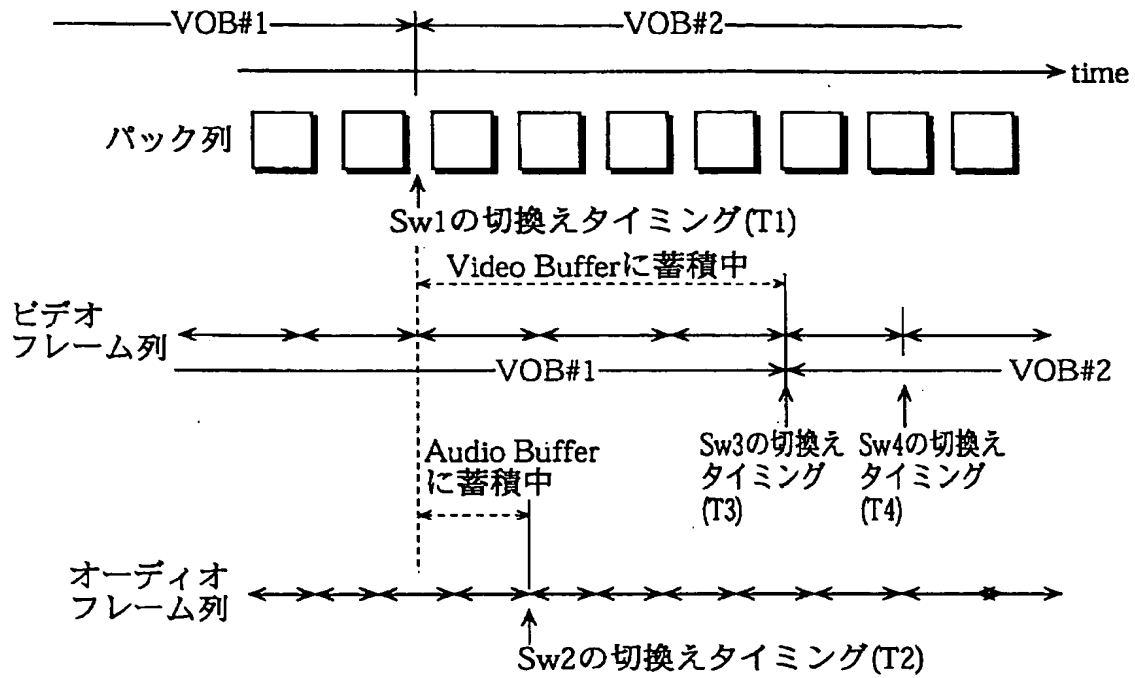 VOB#1 VOB#2
time
パック列
Sw1の切換えタイミング(T1)
Video Bufferに蓄積中
ビデオ
フレーム列
VOB#1 VOB#2
Sw3の切換え
タイミング
(T3)
Sw4の切換え
タイミング
(T4)
Audio Buffer
に蓄積中
オーディオ
フレーム列
Sw2の切換えタイミング(T2)